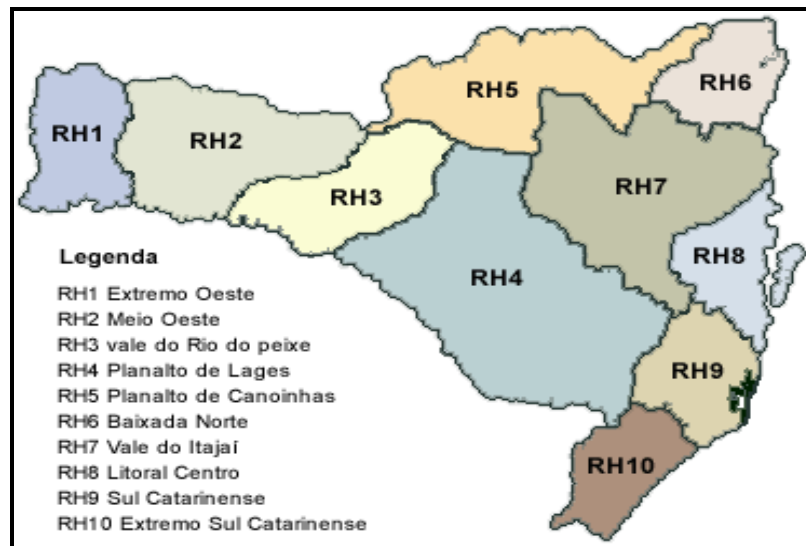 RH5
RH6
RH1
RH2
RH7
RH3
RH8
RH4
RH9
RH10
Legenda
RH1 Extremo Oeste
RH2 Meio Oeste
RH3 vale do Rio do peixe
RH4 Planalto de Lages
RH5 Planalto de Canoinhas
RH6 Baixada Norte
RH7 Vale do Itajaí
RH8 Litoral Centro
RH9 Sul Catarinense
RH10 Extremo Sul Catarinense